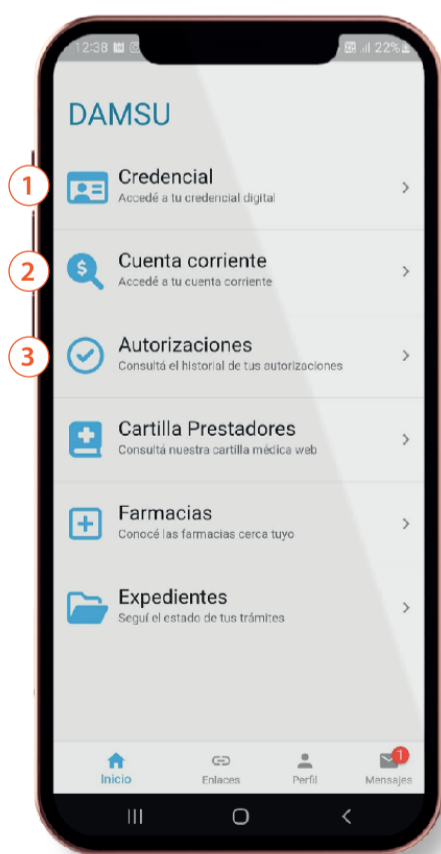 12:38
22%
DAMSU
1
Credencial
Accedé a tu credencial digital
2
Cuenta corriente
Accedé a tu cuenta corriente
3
Autorizaciones
Consultá el historial de tus autorizaciones
Cartilla Prestadores
Consultá nuestra cartilla médica web
Farmacias
Conocé las farmacias cerca tuyo
Expedientes
Seguí el estado de tus trámites
1
Inicio
Enlaces
Perfil
Mensajes